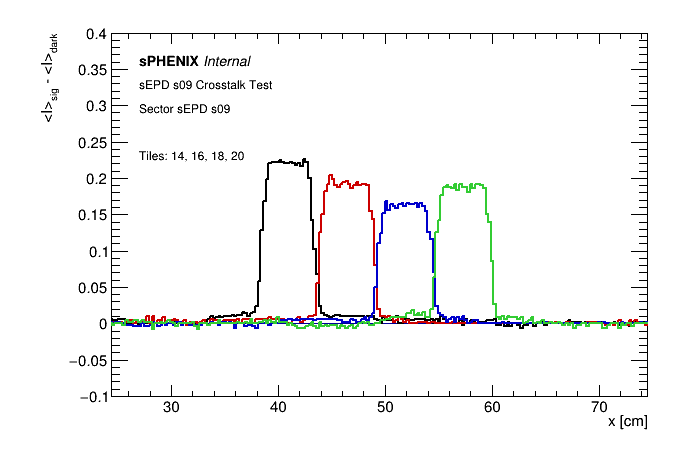 <I>sig - <I>dark
0.4
0.35
0.3
0.25
0.2
0.15
0.1
0.05
0
−0.05
−0.1
sPHENIX Internal
sEPD s09 Crosstalk Test
Sector sEPD s09
Tiles: 14, 16, 18, 20
30 40 50 60 70
x [cm]